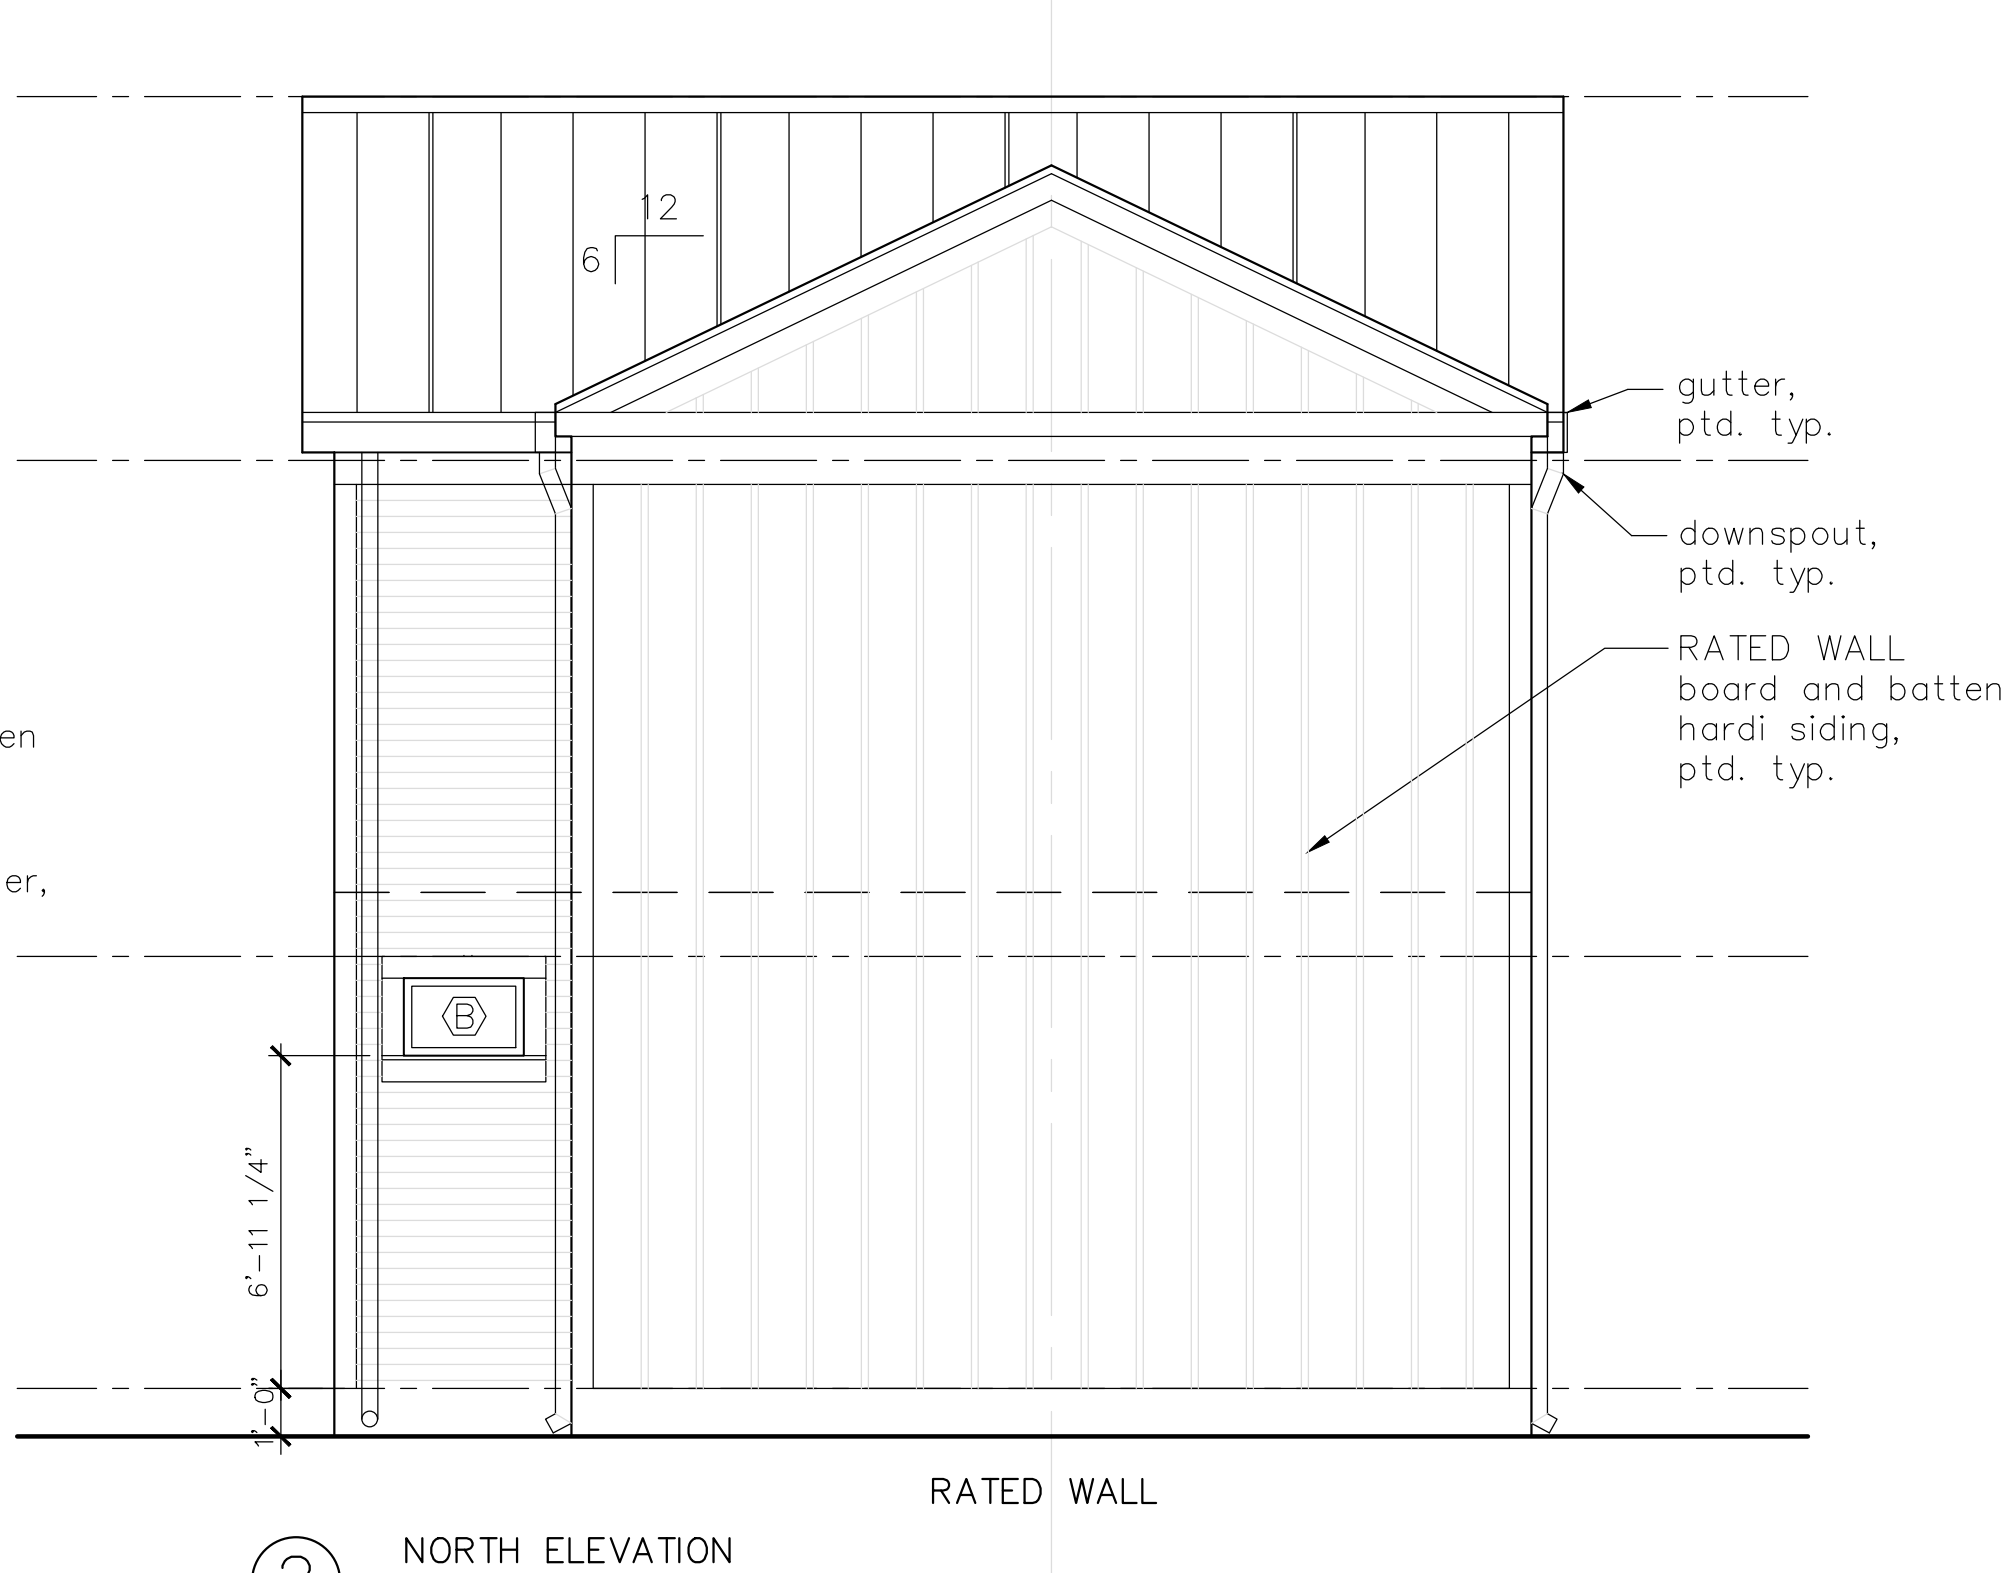 12
6
gutter,
ptd. typ.
downspout,
ptd. typ.
RATED WALL
board and batten
hardi siding,
ptd. typ.
en
er,
B
6'-11 1/4"
1'-0"
RATED WALL
NORTH ELEVATION